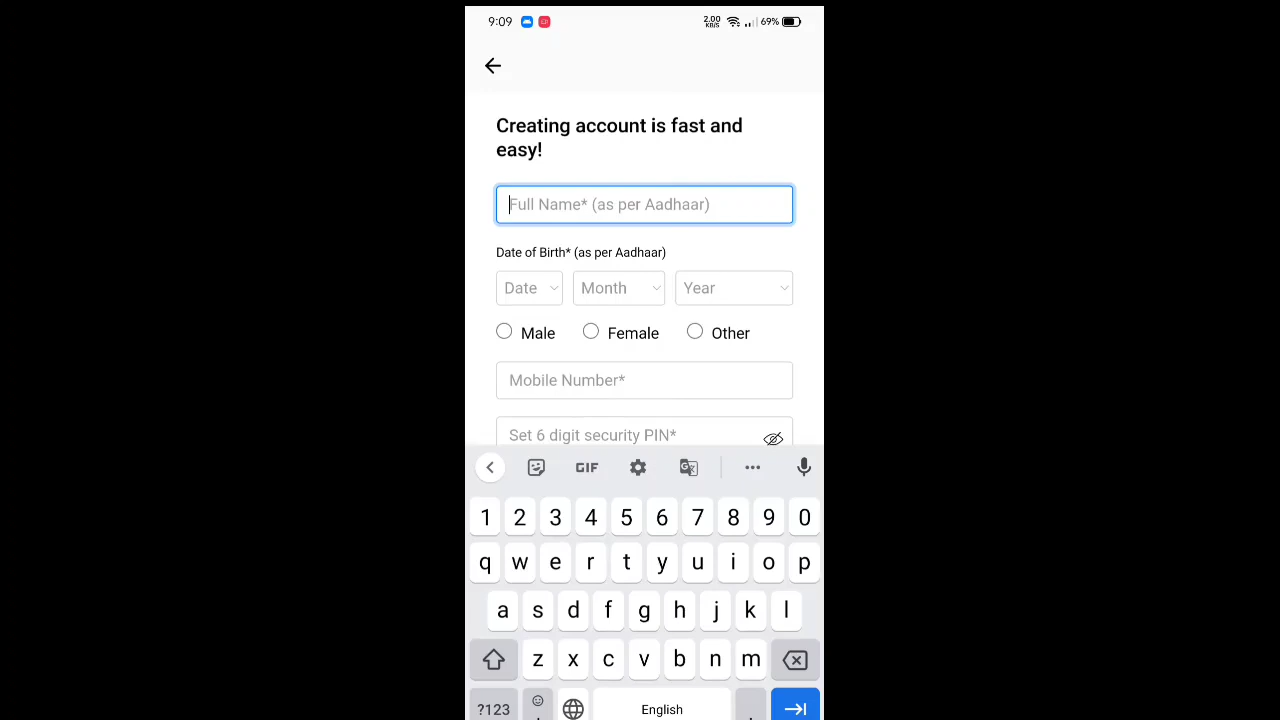 9:09 2.00 KB/S 69%
Creating account is fast and
easy!
Full Name* (as per Aadhaar)
Date of Birth* (as per Aadhaar)
Date Month Year
Male Female Other
Mobile Number*
Set 6 digit security PIN*
GIF
1 2 3 4 5 6 7 8 9 0
q w e r t y u i o p
a s d f g h j k l
z x c v b n m
?123 English